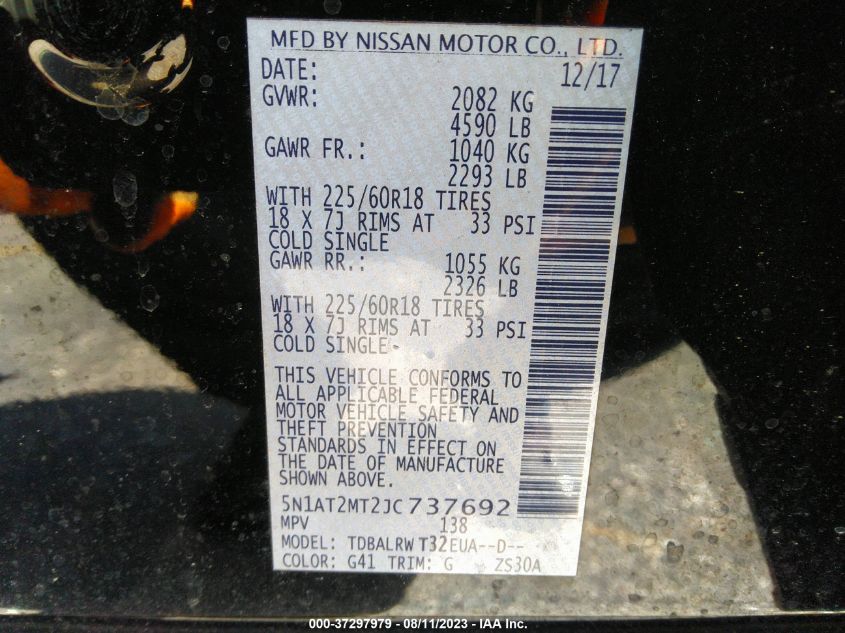 MFD BY NISSAN MOTOR CO., LTD.
DATE: 12/17
GVWR: 2082 KG
4590 LB
GAWR FR.: 1040 KG
2293 LB
WITH 225/60R18 TIRES
18 X 7J RIMS AT 33 PSI
COLD SINGLE
GAWR RR.: 1055 KG
2326 LB
WITH 225/60R18 TIRES
18 X 7J RIMS AT 33 PSI
COLD SINGLE
THIS VEHICLE CONFORMS TO
ALL APPLICABLE FEDERAL
MOTOR VEHICLE SAFETY AND
THEFT PREVENTION
STANDARDS IN EFFECT ON
THE DATE OF MANUFACTURE
SHOWN ABOVE.
5N1AT2MT2JC737692
MPV 138
MODEL: TDBALRW T32EUA--D--
COLOR: G41 TRIM: G ZS30A
000-37297979 - 08/11/2023 - IAA Inc.